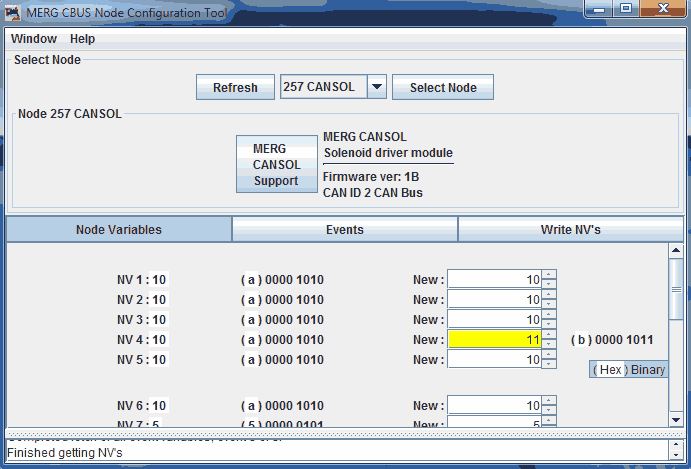 MERG CBUS Node Configuration Tool
Window Help
Select Node
Refresh 257 CANSOL Select Node
Node 257 CANSOL
MERG CANSOL Support
MERG CANSOL
Solenoid driver module
Firmware ver: 1B
CAN ID 2 CAN Bus
Node Variables Events Write NV's
NV 1 : 10 ( a ) 0000 1010 New : 10
NV 2 : 10 ( a ) 0000 1010 New : 10
NV 3 : 10 ( a ) 0000 1010 New : 10
NV 4 : 10 ( a ) 0000 1010 New : 11 ( b ) 0000 1011
NV 5 : 10 ( a ) 0000 1010 New : 10
( Hex ) Binary
NV 6 : 10 ( a ) 0000 1010 New : 10
NV 7 : 5 ( 5 ) 0000 0101 New : 5
Finished getting NV's